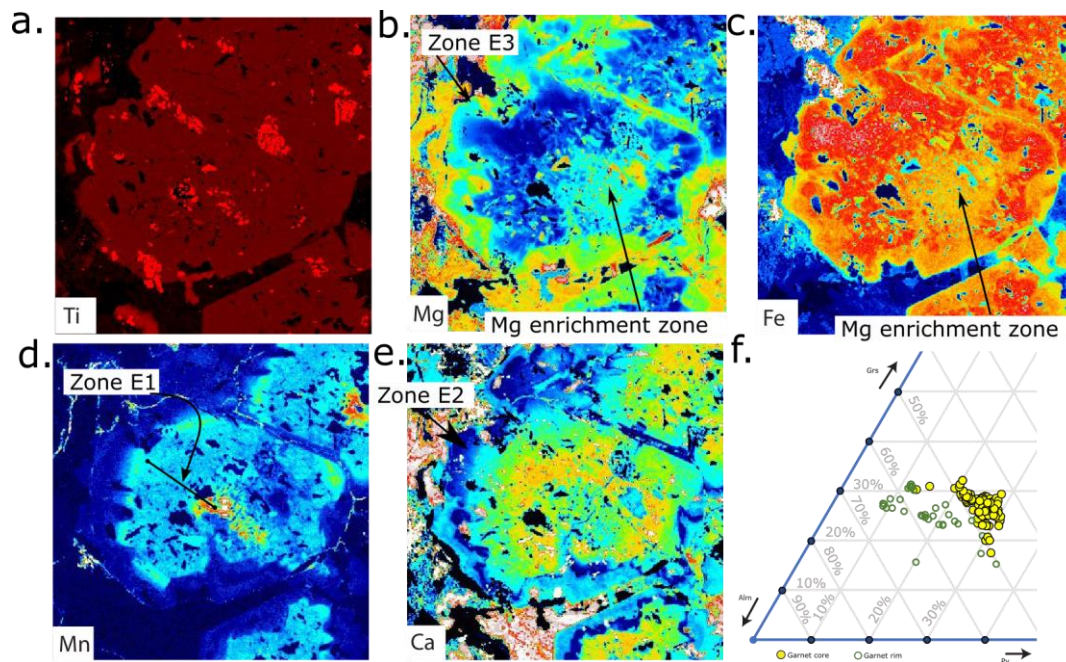 a.
Ti
b.
Zone E3
Mg
Mg enrichment zone
c.
Fe
Mg enrichment zone
d.
Zone E1
Mn
e.
Zone E2
Ca
f.
Grs
50%
60%
30%
70%
20%
80%
10%
90%
10%
20%
30%
Alm
Py
Garnet core
Garnet rim